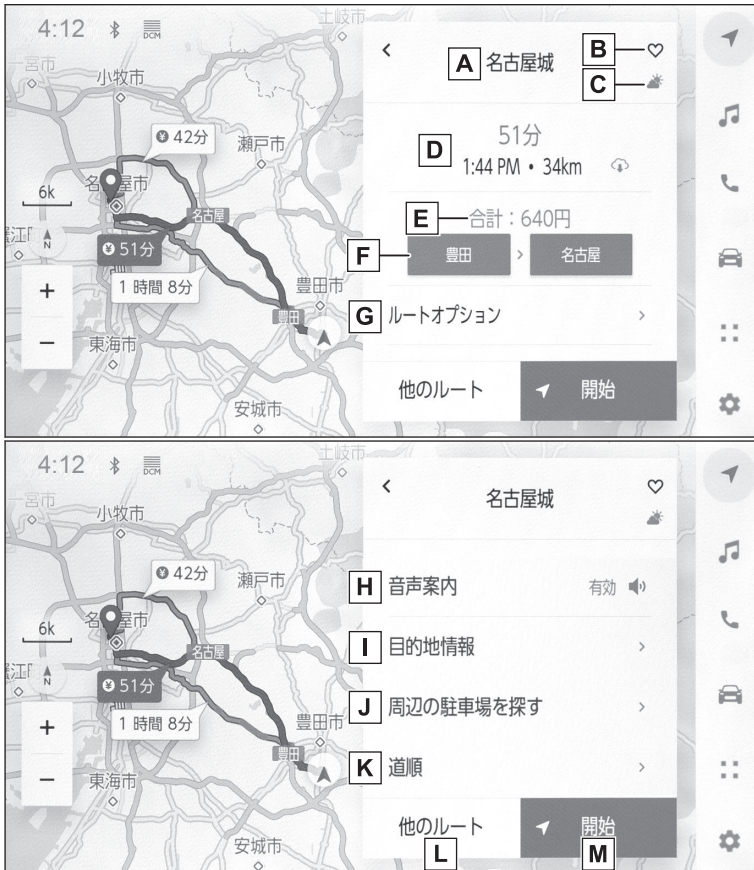 4:12 DCM
土岐市
一宮市
小牧市
¥ 42分
瀬戸市
名古屋市
6k
N
名古屋
¥ 51分
1 時間 8分
豊田市
豊田
+
−
東海市
安城市
A 名古屋城
B
C
D 51分
1:44 PM • 34km
E 合計：640円
F 豊田 > 名古屋
G ルートオプション >
他のルート 開始
4:12 DCM
土岐市
一宮市
小牧市
¥ 42分
瀬戸市
6k
N
名古屋
¥ 51分
1 時間 8分
豊田市
豊田
+
−
東海市
安城市
名古屋城
H 音声案内 有効
I 目的地情報 >
J 周辺の駐車場を探す >
K 道順 >
他のルート 開始
L M